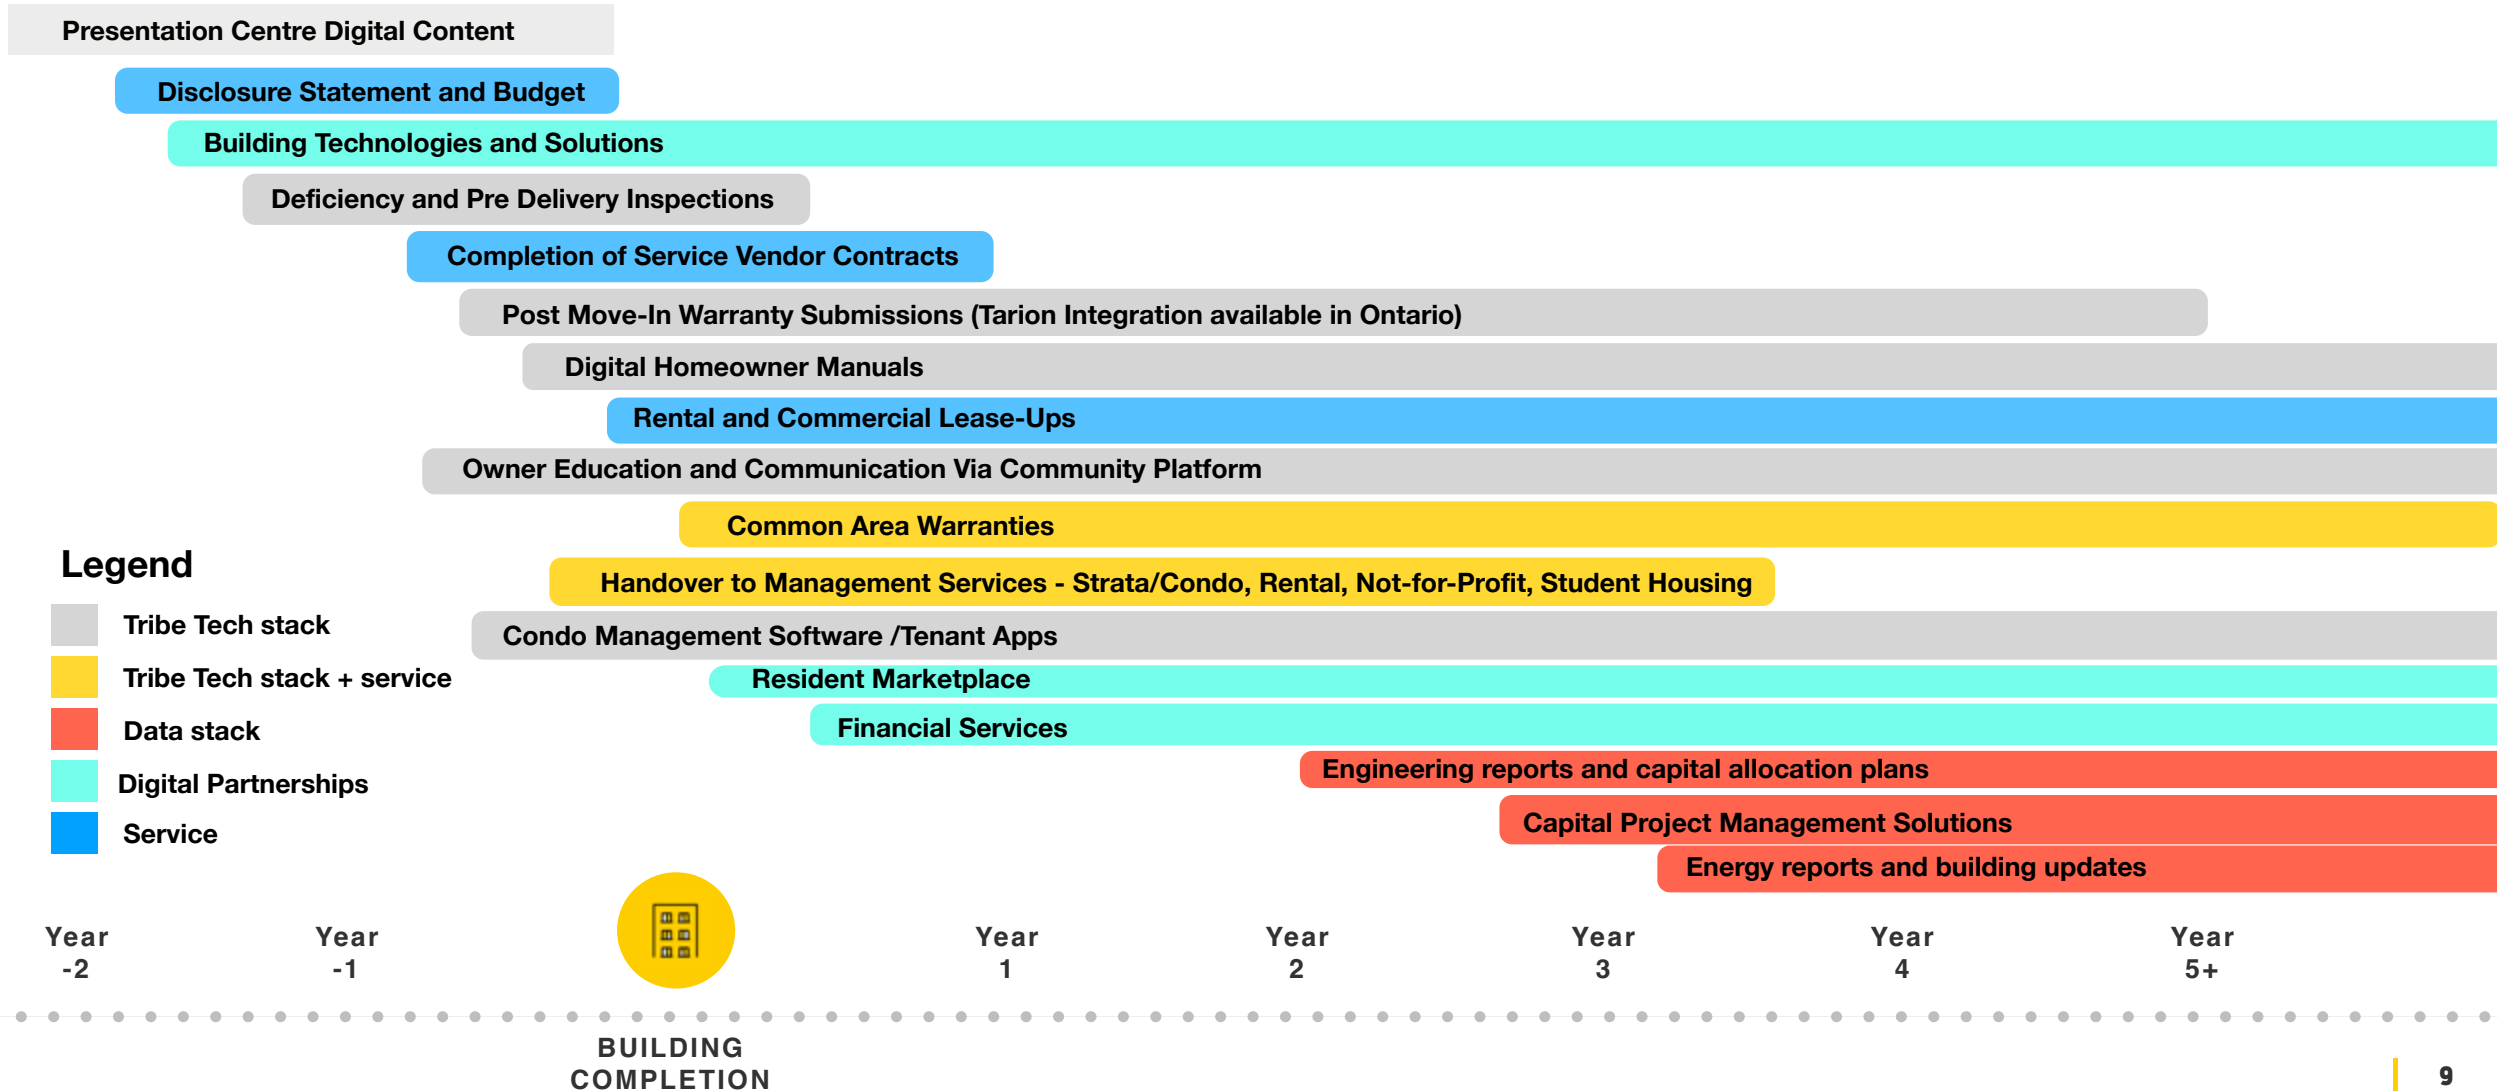 Presentation Centre Digital Content
Disclosure Statement and Budget
Building Technologies and Solutions
Deficiency and Pre Delivery Inspections
Completion of Service Vendor Contracts
Post Move-In Warranty Submissions (Tarion Integration available in Ontario)
Digital Homeowner Manuals
Rental and Commercial Lease-Ups
Owner Education and Communication Via Community Platform
Common Area Warranties
Handover to Management Services - Strata/Condo, Rental, Not-for-Profit, Student Housing
Condo Management Software /Tenant Apps
Resident Marketplace
Financial Services
Engineering reports and capital allocation plans
Capital Project Management Solutions
Energy reports and building updates
Legend
Tribe Tech stack
Tribe Tech stack + service
Data stack
Digital Partnerships
Service
Year
-2
Year
-1
Year
1
Year
2
Year
3
Year
4
Year
5+
BUILDING
COMPLETION
9